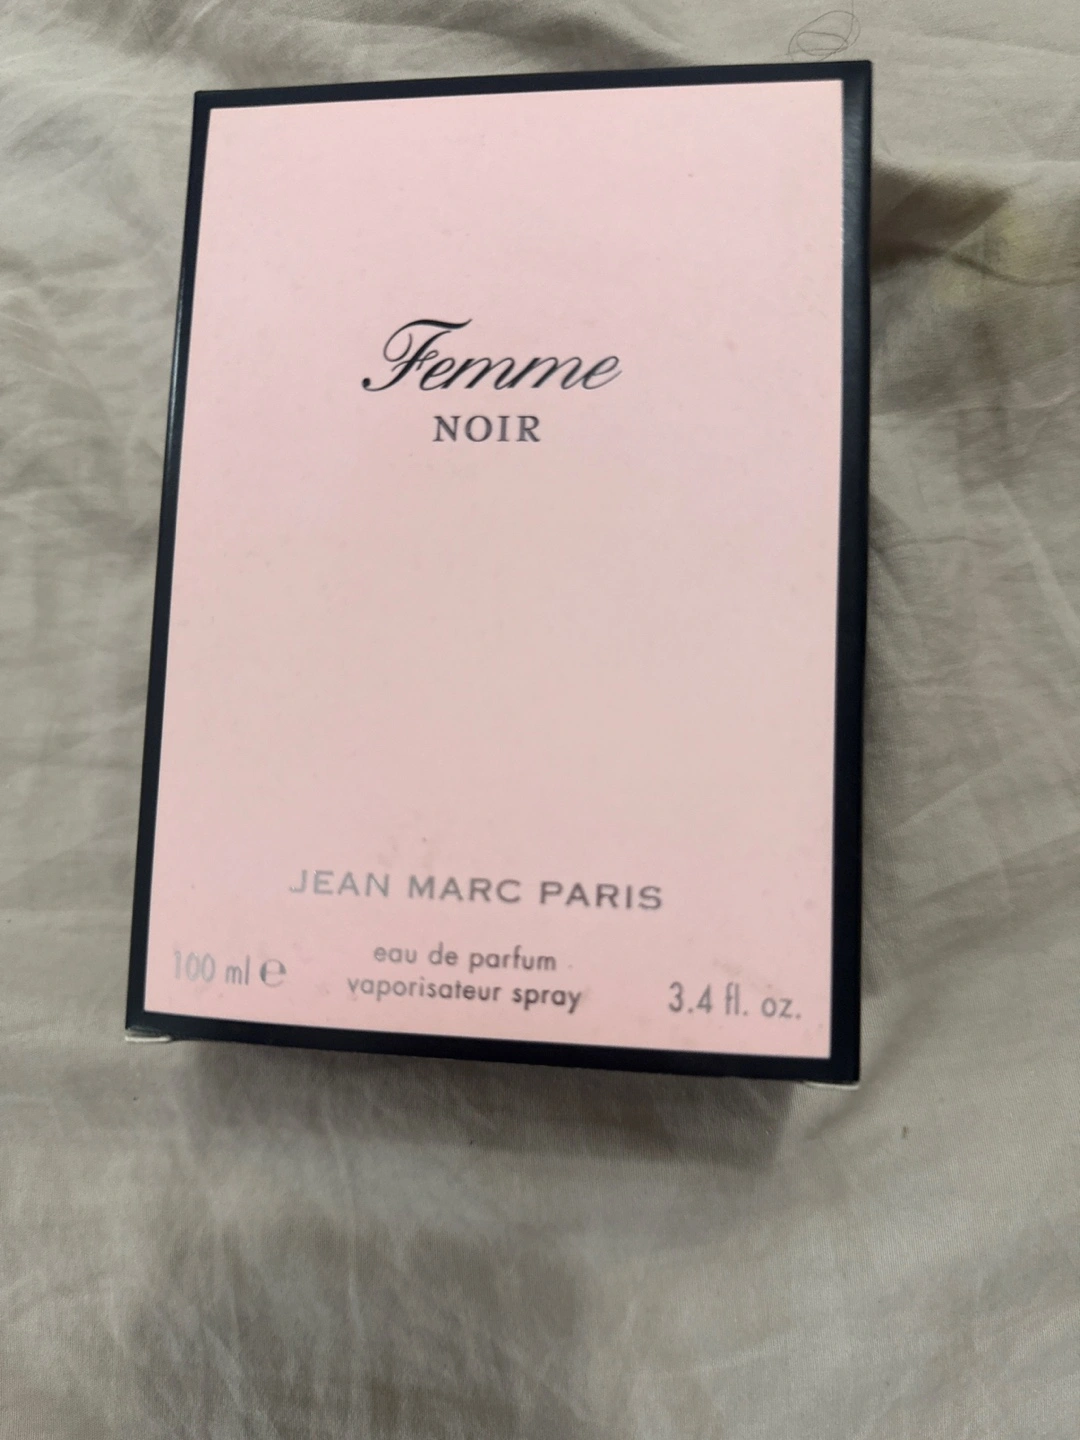 Femme
NOIR
JEAN MARC PARIS
eau de parfum
vaporisateur spray
100 ml ℮
3.4 fl. oz.